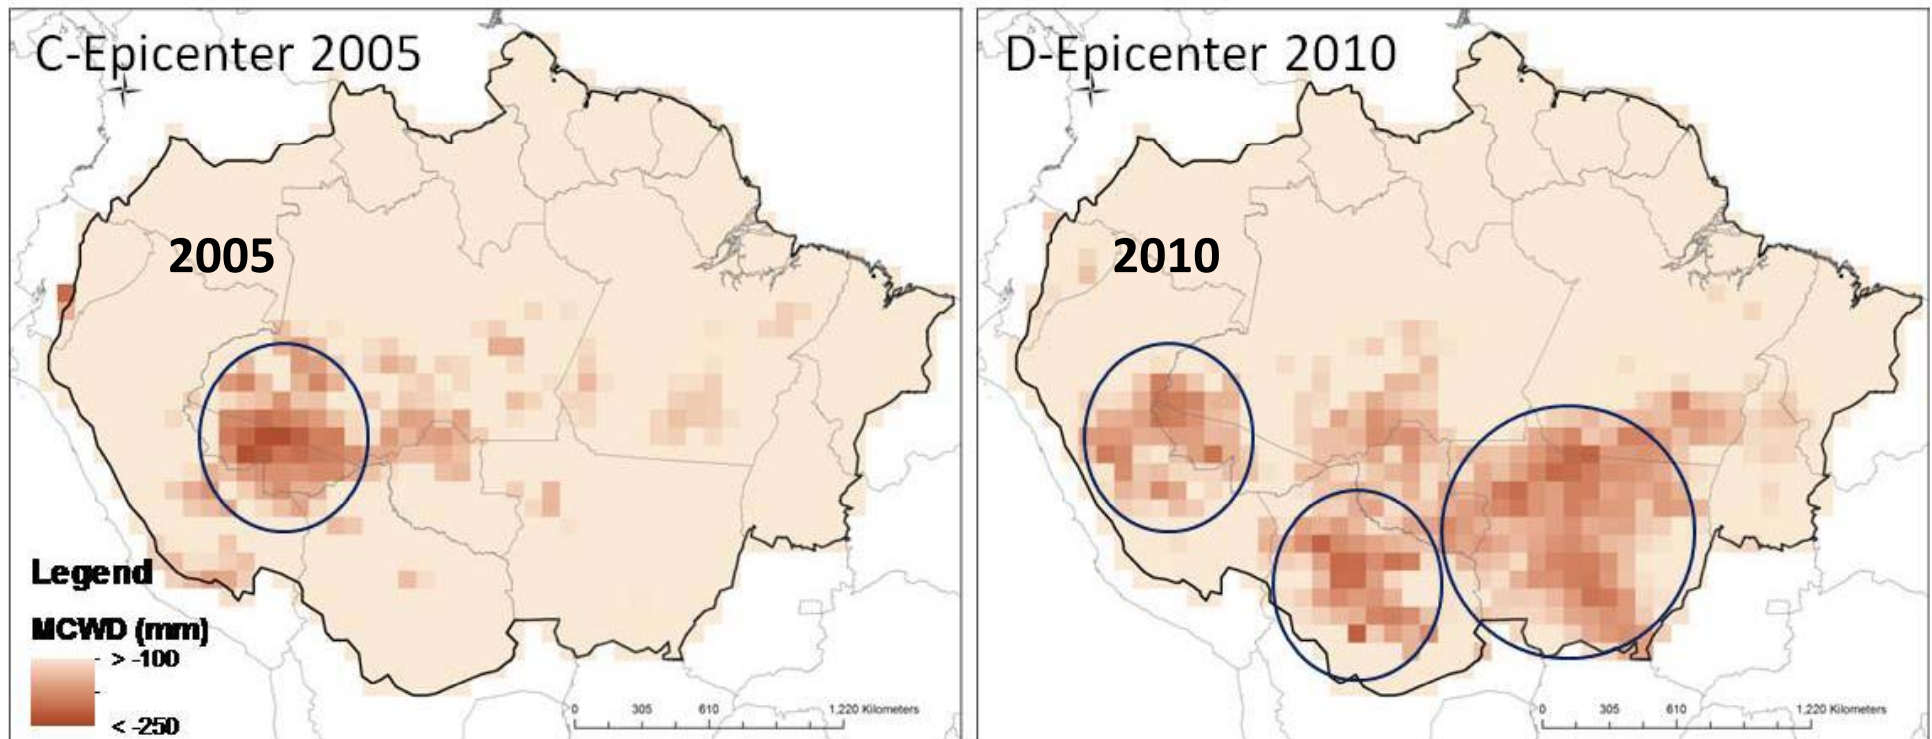 C-Epicenter 2005
2005
Legend
MCWD (mm)
> -100
< -250
0 305 610 1,220 Kilometers
D-Epicenter 2010
2010
0 305 610 1,220 Kilometers